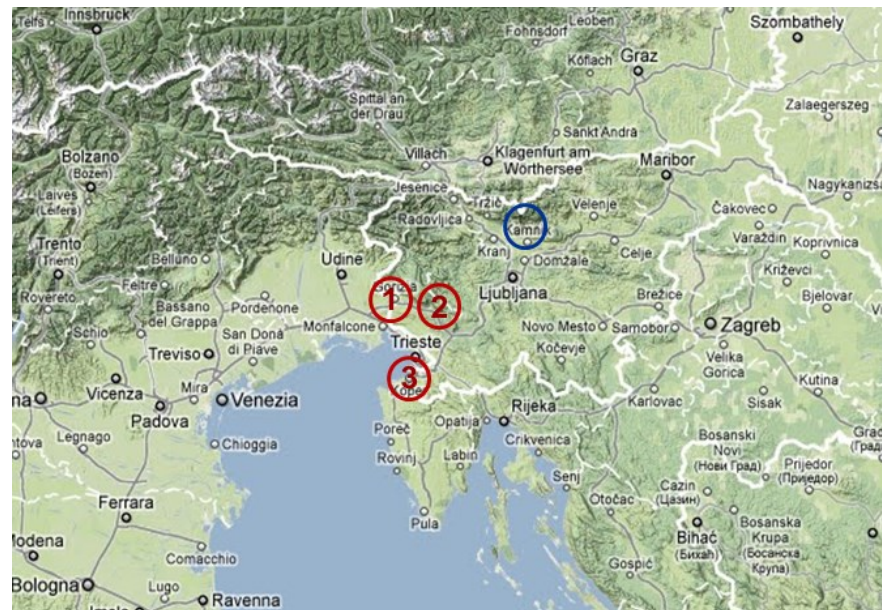 Innsbruck
Telfs
Leoben
Fohnsdorf
Szombathely
Köflach
Graz
Spittal an
der Drau
Zalaegerszeg
Sankt Andrä
Bolzano
(Bozen)
Villach
Klagenfurt am
Wörthersee
Maribor
Laives
(Leifers)
Jesenice
Tržič
Radovljica
Velenje
Nagykanizsa
Čakovec
Trento
(Trient)
Belluno
Udine
Kranj
Kamnik
Domžale
Celje
Varaždin
Koprivnica
Feltre
Rovereto
Bassano
del Grappa
Pordenone
Gorizia
1
2
Ljubljana
Križevci
Brežice
Bjelovar
Schio
San Donà
di Piave
Monfalcone
Novo Mesto
Samobor
Zagreb
Treviso
Trieste
Kočevje
Velika
Gorica
3
Koper
Vicenza
Mira
Venezia
Padova
Opatija
Rijeka
Karlovac
Kutina
Sisak
Legnago
Chioggia
Poreč
Rovinj
Labin
Crikvenica
Senj
Bosanski
Novi
(Нови Град)
Prijedor
(Приједор)
Ferrara
Otočac
Cazin
(Цазин)
Pula
Modena
Comacchio
Bihać
(Бихаћ)
Bosanska
Krupa
(Босанска
Крупа)
Gospić
Bologna
Lugo
Ravenna